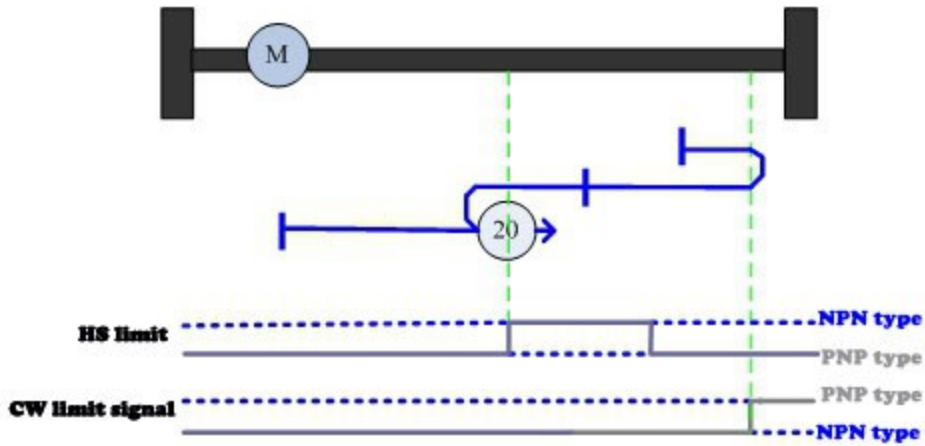 M
20
NPN type
HS limit
PNP type
PNP type
CW limit signal
NPN type